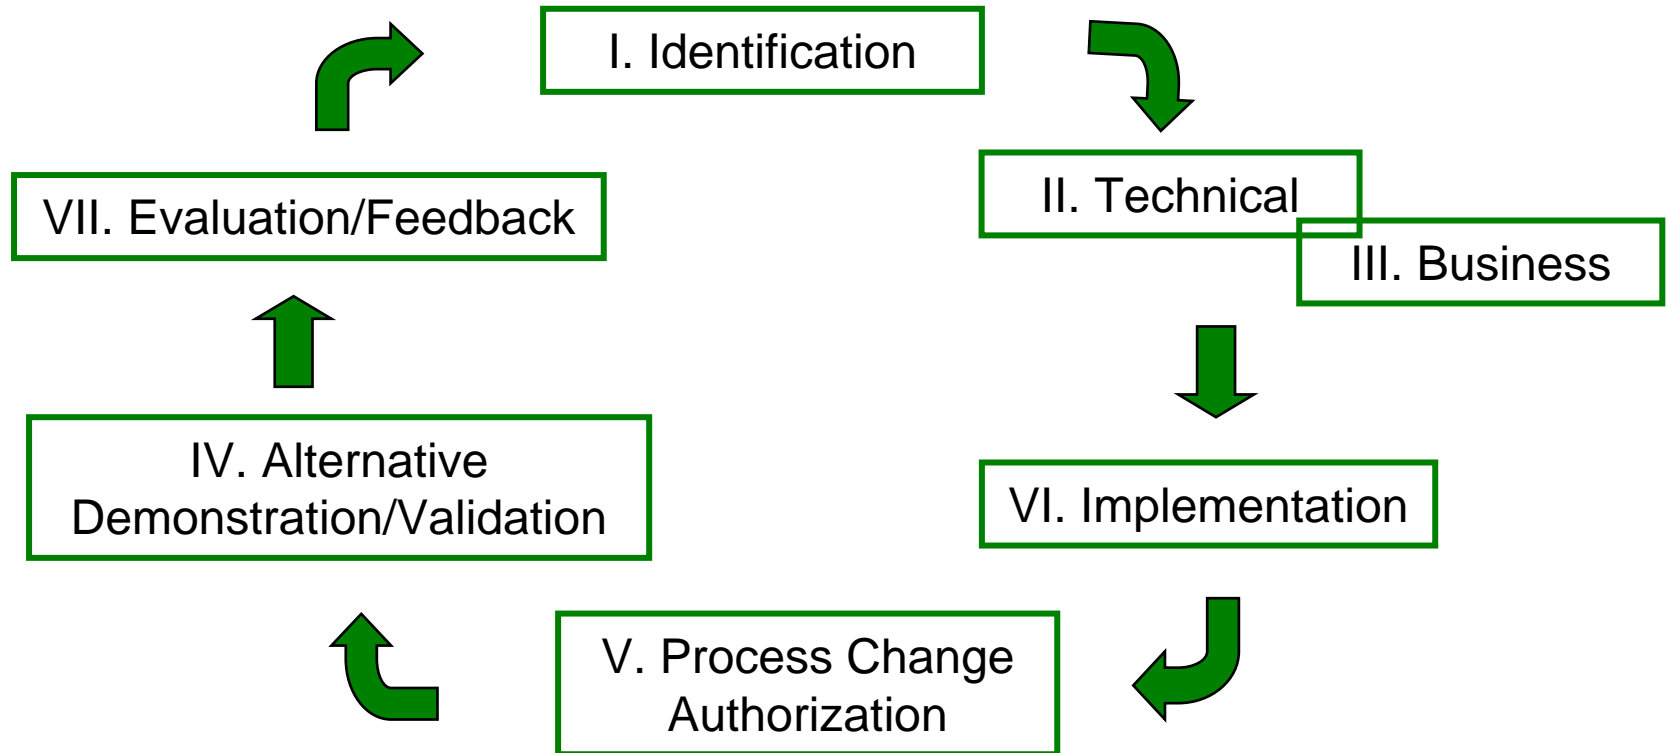 I. Identification
II. Technical
VII. Evaluation/Feedback
III. Business
IV. Alternative
Demonstration/Validation
VI. Implementation
V. Process Change
Authorization